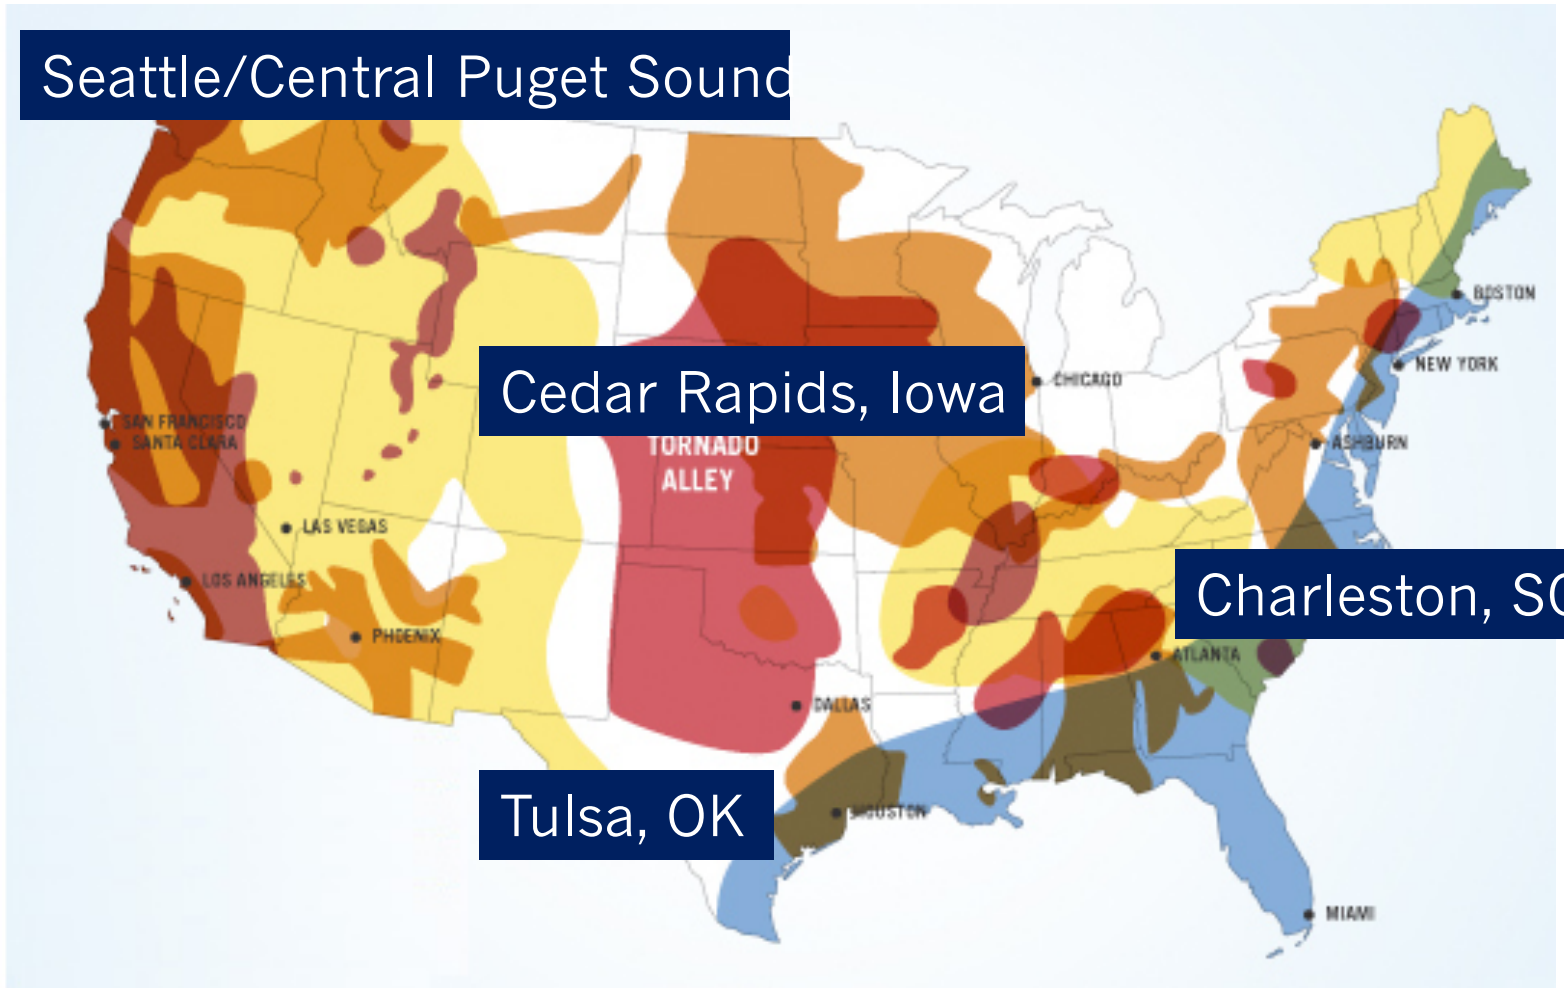 Seattle/Central Puget Sound
BOSTON
NEW YORK
Cedar Rapids, Iowa
CHICAGO
SAN FRANCISCO
SANTA CLARA
ASHBURN
TORNADO
ALLEY
LAS VEGAS
LOS ANGELES
Charleston, SC
PHOENIX
ATLANTA
DALLAS
Tulsa, OK
HOUSTON
MIAMI